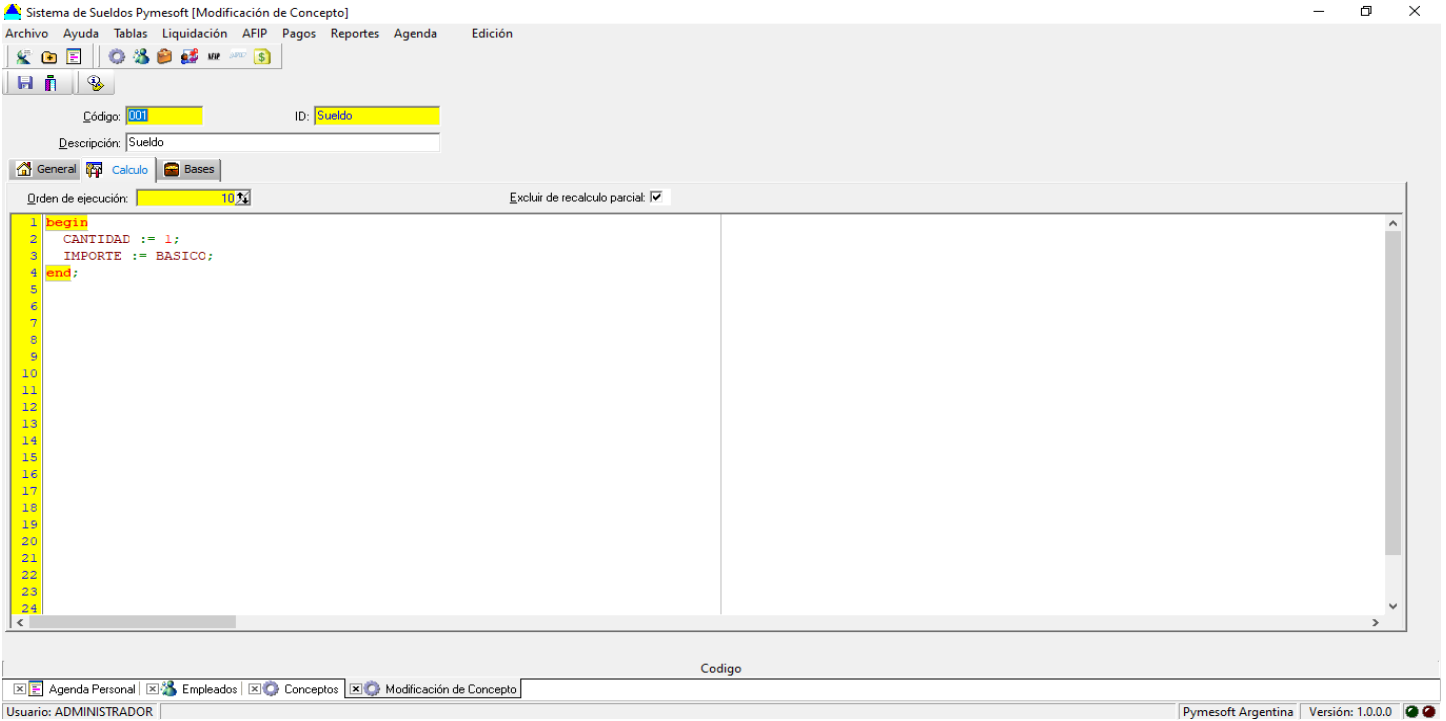 Sistema de Sueldos Pymesoft [Modificación de Concepto]
Archivo Ayuda Tablas Liquidación AFIP Pagos Reportes Agenda Edición
AFIP
Código: 001 ID: Sueldo
Descripción: Sueldo
General Calculo Bases
Orden de ejecución: 10 Excluir de recalculo parcial:
1 begin
2 CANTIDAD := 1;
3 IMPORTE := BASICO;
4 end;
5
6
7
8
9
10
11
12
13
14
15
16
17
18
19
20
21
22
23
24
Codigo
Agenda Personal Empleados Conceptos Modificación de Concepto
Usuario: ADMINISTRADOR Pymesoft Argentina Versión: 1.0.0.0